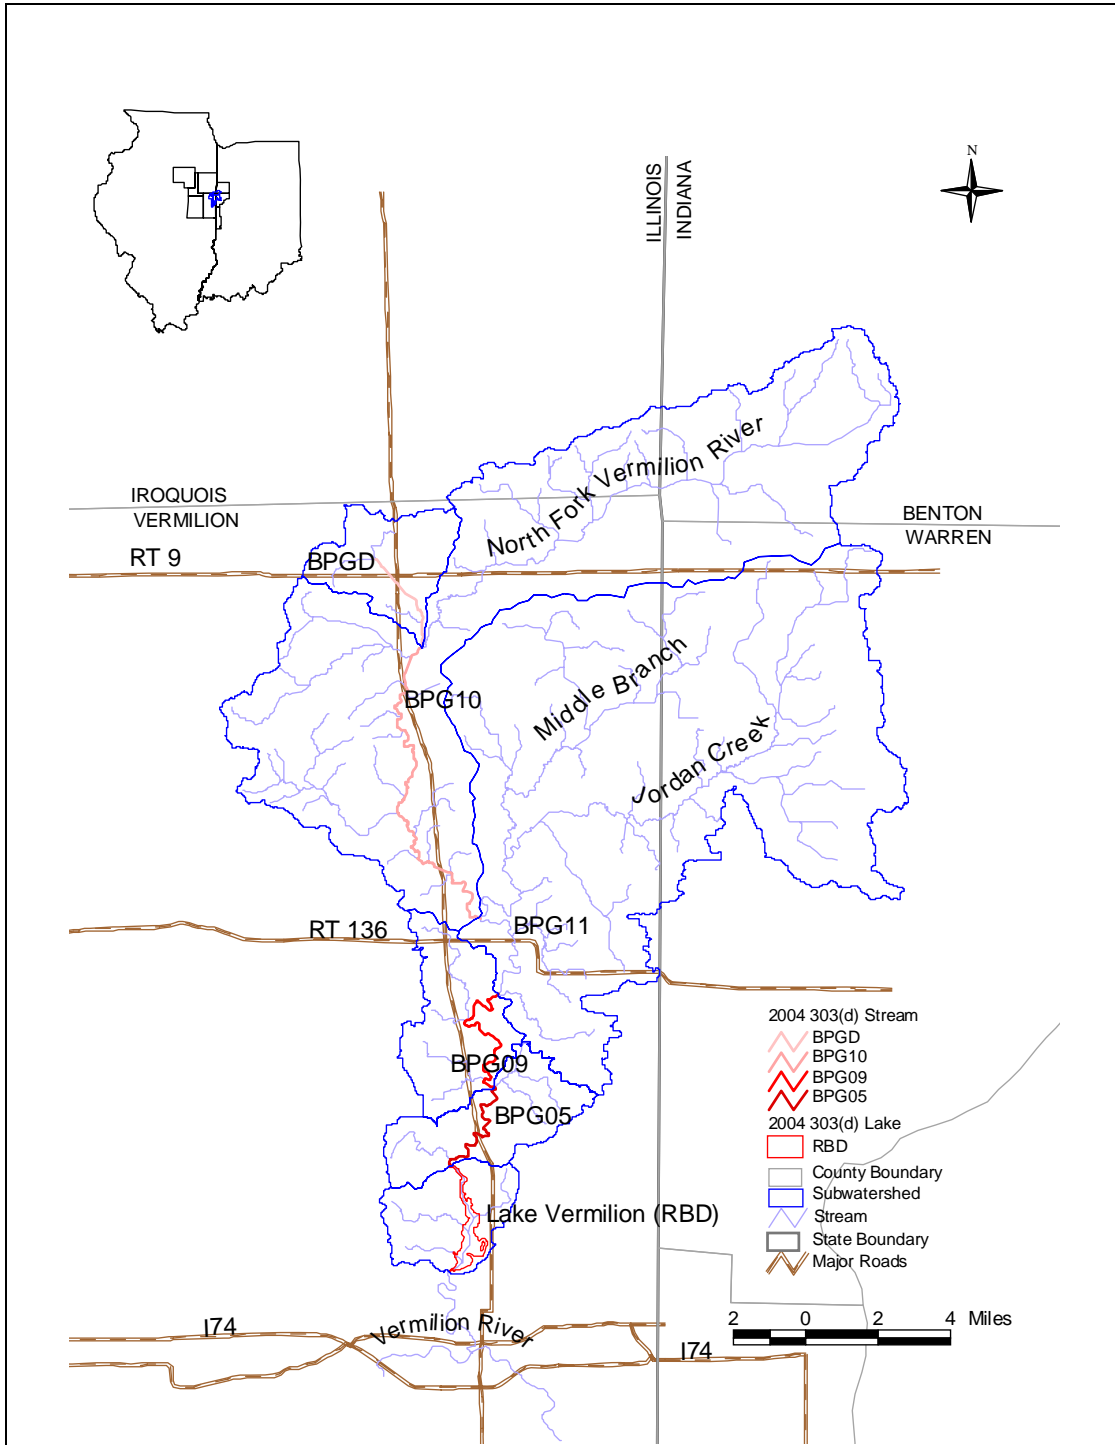 N
ILLINOIS
INDIANA
North Fork Vermilion River
IROQUOIS
VERMILION
BENTON
WARREN
RT 9
BPGD
Middle Branch
BPG10
Jordan Creek
BPG11
RT 136
2004 303(d) Stream
BPGD
BPG10
BPG09
BPG05
2004 303(d) Lake
RBD
County Boundary
Subwatershed
Stream
State Boundary
Major Roads
BPG09
BPG05
Lake Vermilion (RBD)
2 0 2 4 Miles
I74
Vermilion River
I74